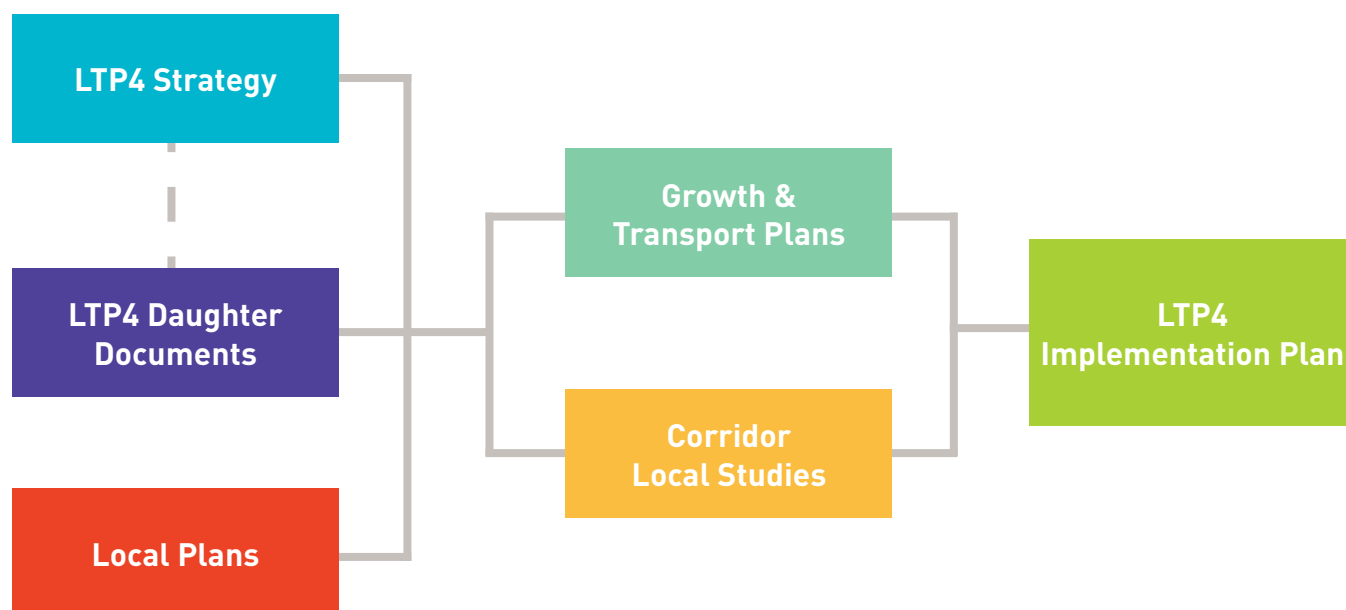 LTP4 Strategy
LTP4 Daughter
Documents
Local Plans
Growth &
Transport Plans
Corridor
Local Studies
LTP4
Implementation Plan